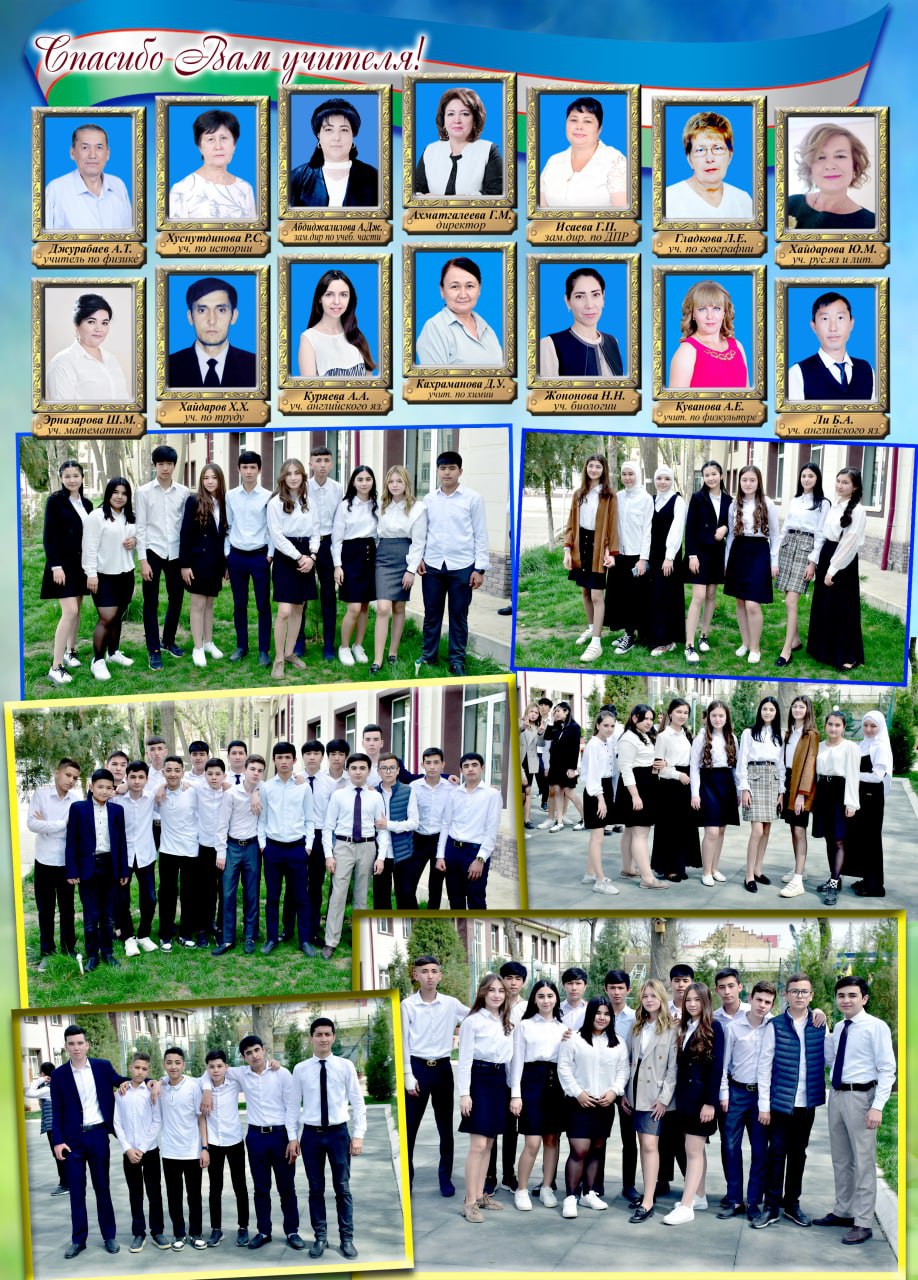 Спасибо Вам учителя!
Джурабаев А.Т.
учитель по физике
Хуснутдинова Р.С.
уч. по истории
Абдиджалилова А.Дж.
зам.дир по учеб. части
Ахматгалеева Г.М.
директор
Исаева Г.П.
зам.дир. по ДПР
Гладкова Л.Е.
уч. по географии
Хайдарова Ю.М.
уч. рус.яз и лит.
Эрназарова Ш.М.
уч. математики
Хайдаров Х.Х.
уч. по труду
Куряева А.А.
уч. английского яз.
Кахраманова Д.У.
учит. по химии
Жононова Н.Н.
уч. биологии
Куванова А.Е.
учит. по физкультуре
Ли Б.А.
уч. английского яз.